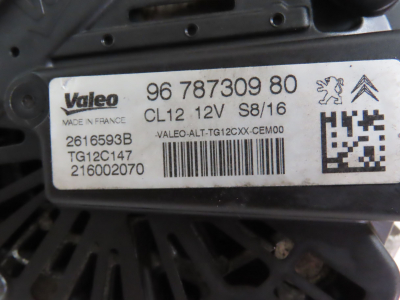 Valeo
MADE IN FRANCE
96 787309 80
CL12 12V S8/16
-VALEO-ALT-TG12CXX-CEM00
2616593B
TG12C147
216002070